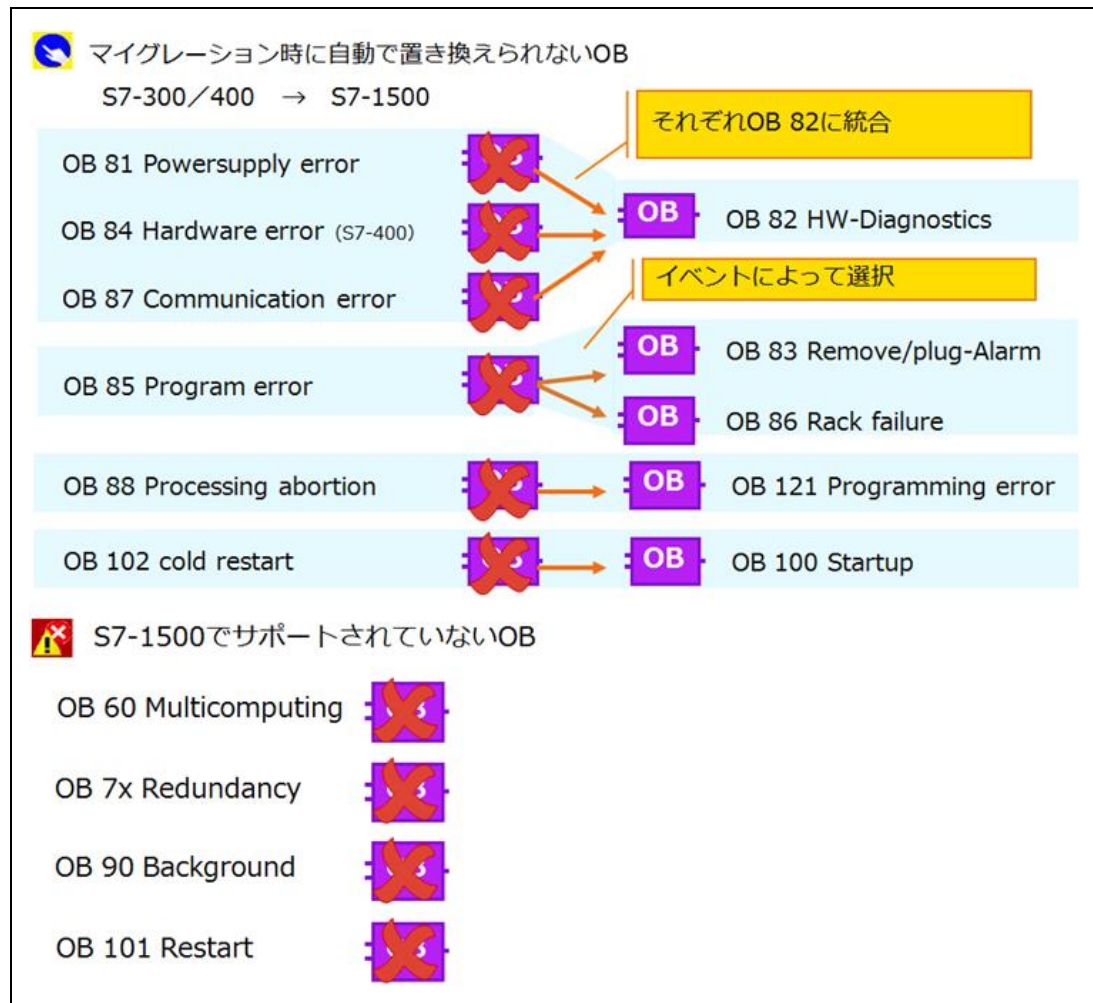 マイグレーション時に自動で置き換えられないOB
S7-300／400 → S7-1500
それぞれOB 82に統合
OB 81 Powersupply error
OB 84 Hardware error (S7-400)
OB OB 82 HW-Diagnostics
OB 87 Communication error
イベントによって選択
OB OB 83 Remove/plug-Alarm
OB 85 Program error
OB OB 86 Rack failure
OB 88 Processing abortion OB OB 121 Programming error
OB 102 cold restart OB OB 100 Startup
S7-1500でサポートされていないOB
OB 60 Multicomputing
OB 7x Redundancy
OB 90 Background
OB 101 Restart